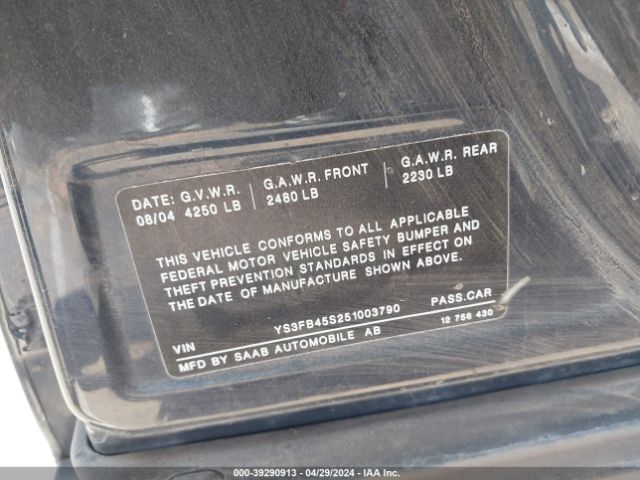 DATE: G.V.W.R. G.A.W.R. FRONT G.A.W.R. REAR
08/04 4250 LB 2480 LB 2230 LB
THIS VEHICLE CONFORMS TO ALL APPLICABLE
FEDERAL MOTOR VEHICLE SAFETY BUMPER AND
THEFT PREVENTION STANDARDS IN EFFECT ON
THE DATE OF MANUFACTURE SHOWN ABOVE.
VIN YS3FB45S251003790 PASS.CAR
MFD BY SAAB AUTOMOBILE AB 12 756 430
000-39290913 - 04/29/2024 - IAA Inc.